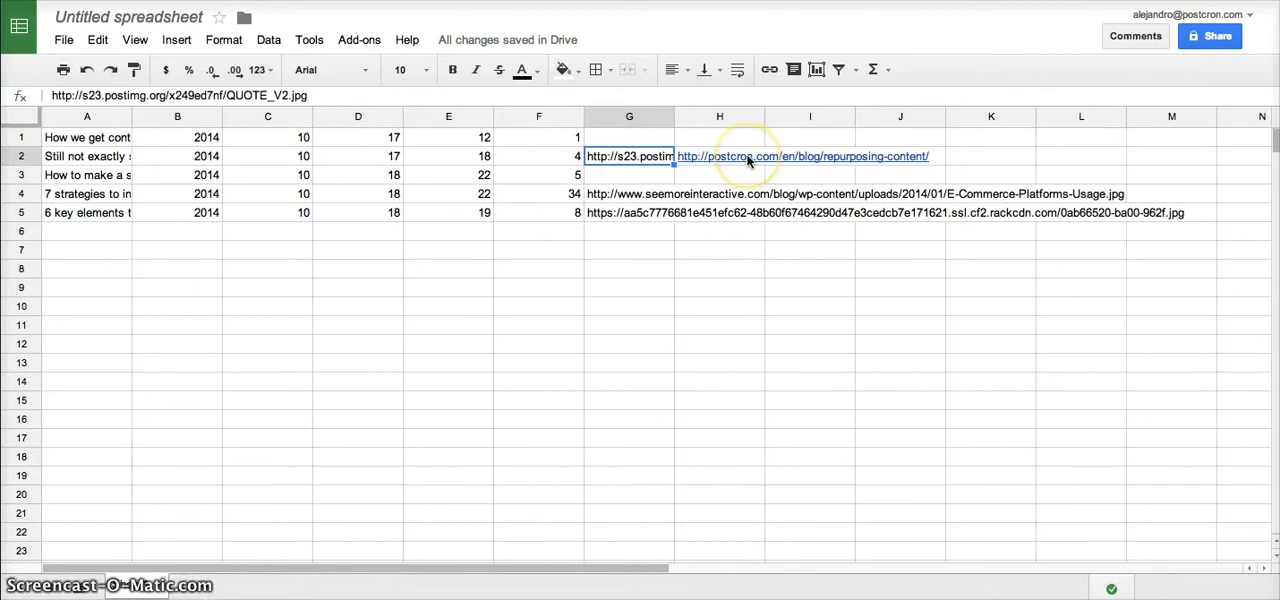 Untitled spreadsheet
alejandro@postcron.com
File Edit View Insert Format Data Tools Add-ons Help All changes saved in Drive
Comments Share
$ % .0 .00 123 Arial 10 B I S A Σ
fx http://s23.postimg.org/x249ed7nf/QUOTE_V2.jpg
A B C D E F G H I J K L M N
1 How we get cont 2014 10 17 12 1
2 Still not exactly s 2014 10 17 18 4 http://s23.postim http://postcron.com/en/blog/repurposing-content/
3 How to make a s 2014 10 18 22 5
4 7 strategies to in 2014 10 18 22 34 http://www.seemoreinteractive.com/blog/wp-content/uploads/2014/01/E-Commerce-Platforms-Usage.jpg
5 6 key elements t 2014 10 18 19 8 https://aa5c7776681e451efc62-48b60f67464290d47e3cedcb7e171621.ssl.cf2.rackcdn.com/0ab66520-ba00-962f.jpg
6
7
8
9
10
11
12
13
14
15
16
17
18
19
20
21
22
23
Screencast-O-Matic.com